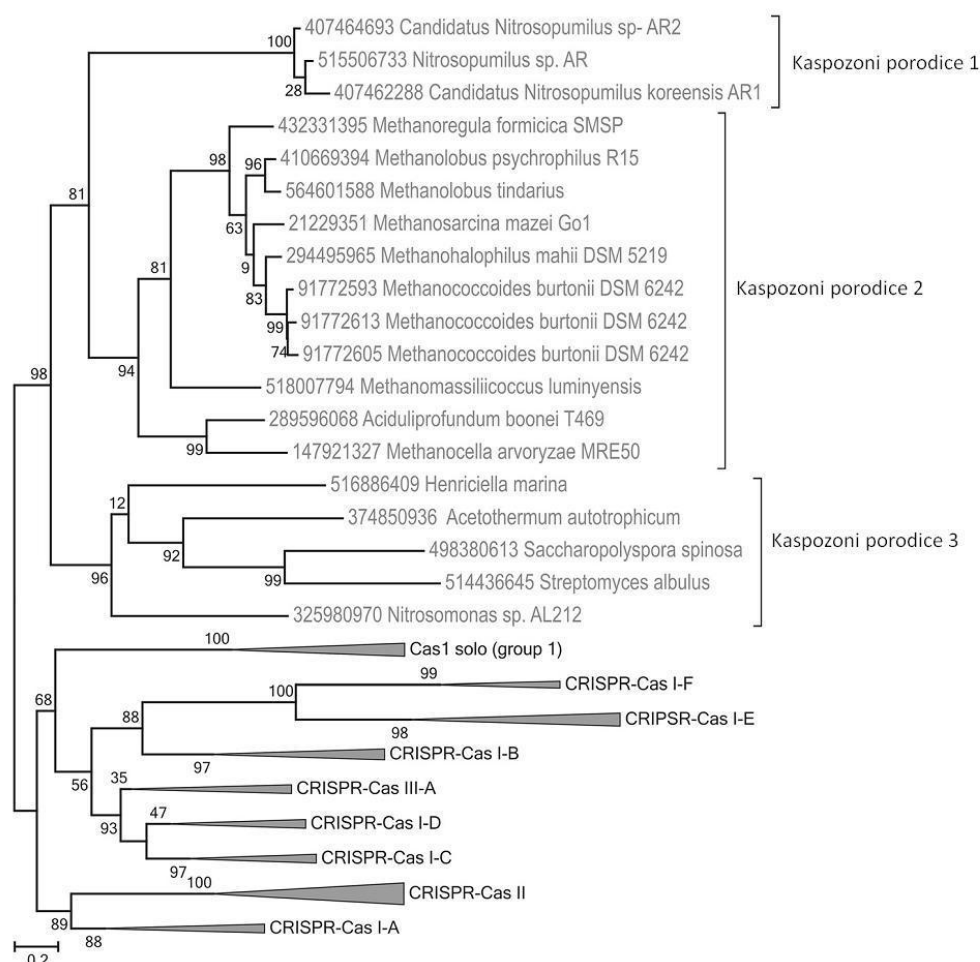 407464693 Candidatus Nitrosopumilus sp- AR2
100
515506733 Nitrosopumilus sp. AR
Kaspozoni porodice 1
28
407462288 Candidatus Nitrosopumilus koreensis AR1
432331395 Methanoregula formicica SMSP
98
96
410669394 Methanolobus psychrophilus R15
81
564601588 Methanolobus tindarius
63
21229351 Methanosarcina mazei Go1
81
9
294495965 Methanohalophilus mahii DSM 5219
83
91772593 Methanococcoides burtonii DSM 6242
Kaspozoni porodice 2
99
91772613 Methanococcoides burtonii DSM 6242
74
91772605 Methanococcoides burtonii DSM 6242
98
94
518007794 Methanomassiliicoccus luminyensis
289596068 Aciduliprofundum boonei T469
99
147921327 Methanocella arvoryzae MRE50
516886409 Henriciella marina
12
374850936 Acetothermum autotrophicum
92
498380613 Saccharopolyspora spinosa
Kaspozoni porodice 3
96
99
514436645 Streptomyces albulus
325980970 Nitrosomonas sp. AL212
100
Cas1 solo (group 1)
99
CRISPR-Cas I-F
68
100
88
CRIPSR-Cas I-E
98
CRISPR-Cas I-B
97
56
35
CRISPR-Cas III-A
93
47
CRISPR-Cas I-D
CRISPR-Cas I-C
97
100
CRISPR-Cas II
89
88
CRISPR-Cas I-A
0.2